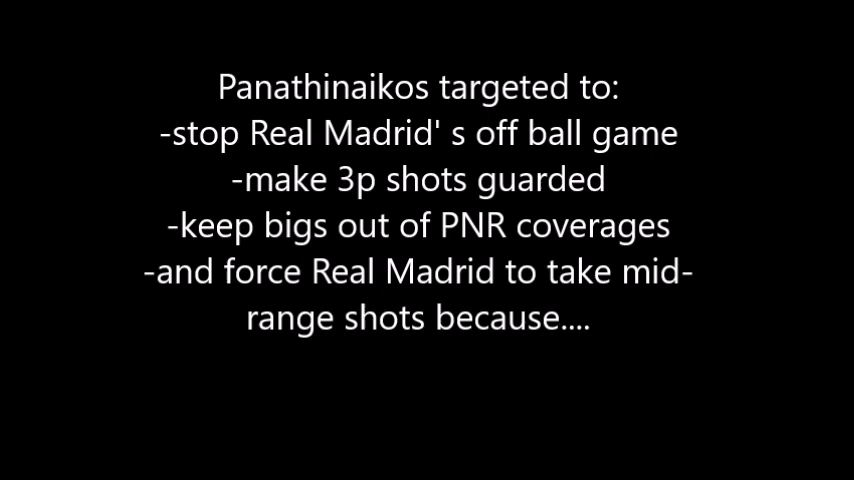 Panathinaikos targeted to:
-stop Real Madrid' s off ball game
-make 3p shots guarded
-keep bigs out of PNR coverages
-and force Real Madrid to take mid-
range shots because....